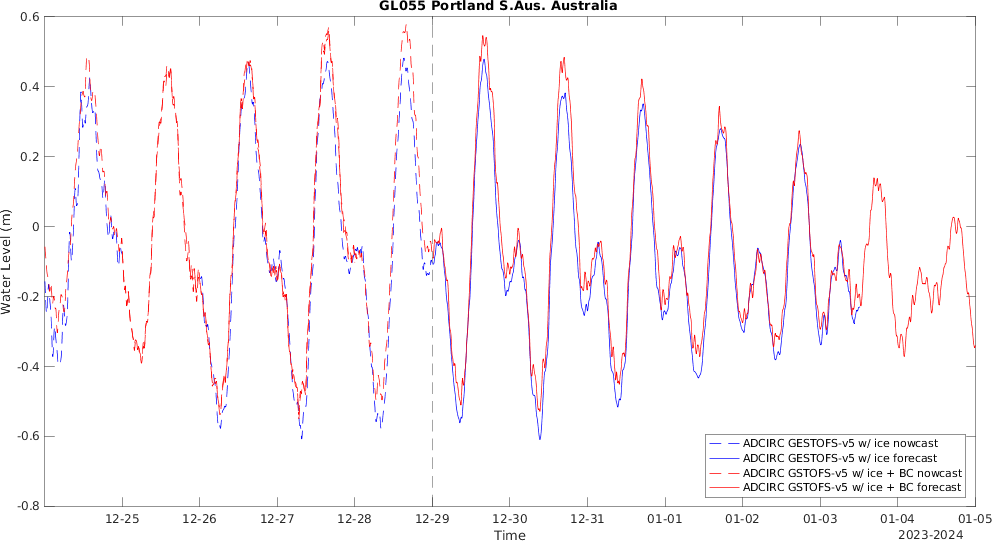 GL055 Portland S.Aus. Australia
0.6
0.4
0.2
0
-0.2
-0.4
-0.6
-0.8
Water Level (m)
12-25 12-26 12-27 12-28 12-29 12-30 12-31 01-01 01-02 01-03 01-04 01-05
Time
2023-2024
ADCIRC GESTOFS-v5 w/ ice nowcast
ADCIRC GESTOFS-v5 w/ ice forecast
ADCIRC GSTOFS-v5 w/ ice + BC nowcast
ADCIRC GSTOFS-v5 w/ ice + BC forecast